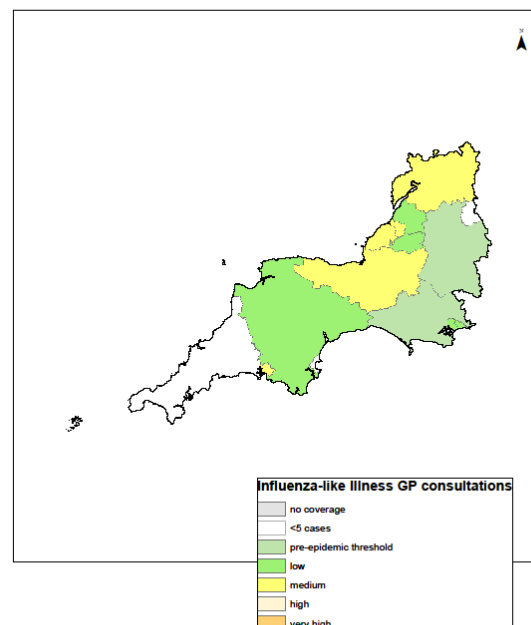 N
Influenza-like Illness GP consultations
no coverage
<5 cases
pre-epidemic threshold
low
medium
high
very high